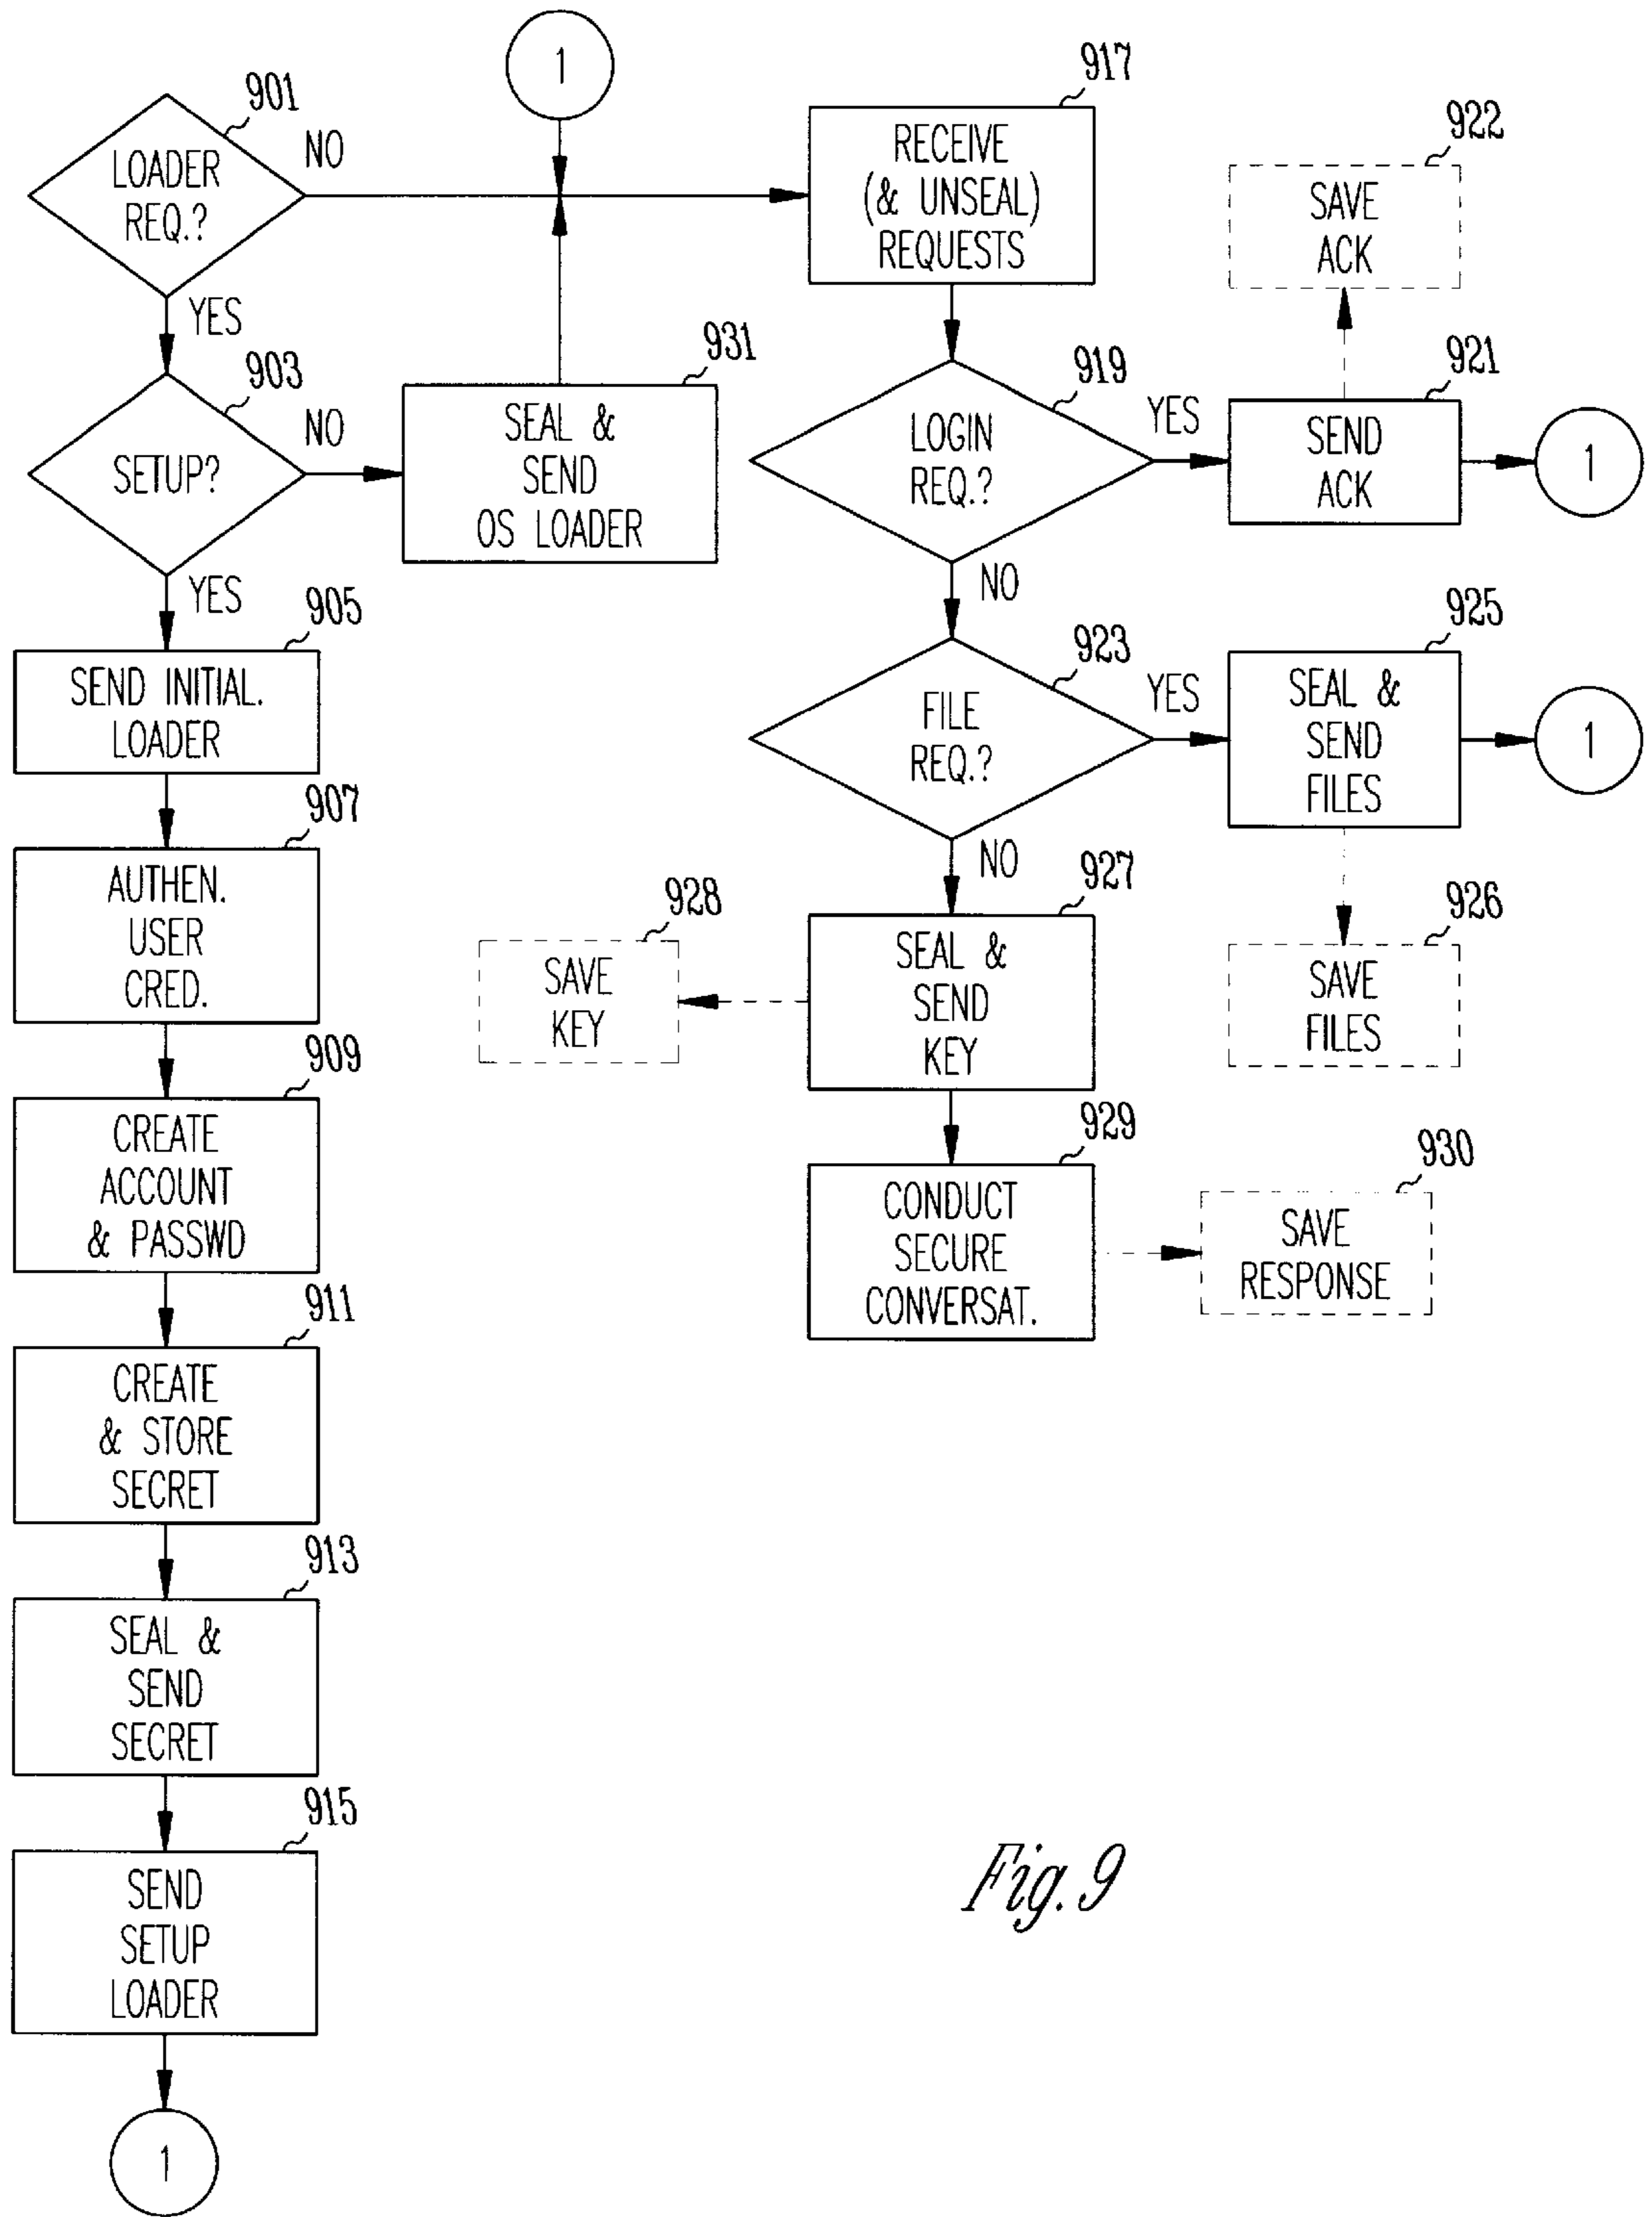 1
901
LOADER
REQ.?
NO
YES
903
SETUP?
NO
931
SEAL &
SEND
OS LOADER
YES
905
SEND INITIAL.
LOADER
907
AUTHEN.
USER
CRED.
909
CREATE
ACCOUNT
& PASSWD
911
CREATE
& STORE
SECRET
913
SEAL &
SEND
SECRET
915
SEND
SETUP
LOADER
1
917
RECEIVE
(& UNSEAL)
REQUESTS
919
LOGIN
REQ.?
YES
921
SEND
ACK
1
922
SAVE
ACK
NO
923
FILE
REQ.?
YES
925
SEAL &
SEND
FILES
1
926
SAVE
FILES
NO
927
SEAL &
SEND
KEY
928
SAVE
KEY
929
CONDUCT
SECURE
CONVERSAT.
930
SAVE
RESPONSE
Fig. 9